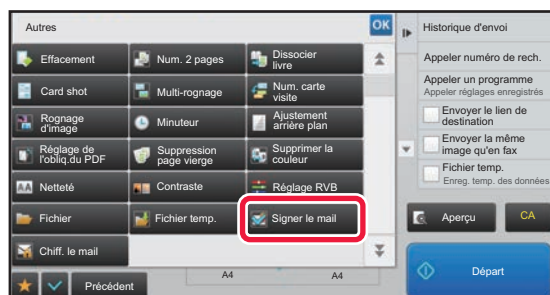 Autres
OK
Effacement
Num. 2 pages
Dissocier
livre
Card shot
Multi-rognage
Num. carte
visite
Rognage
d'image
Minuteur
Ajustement
arrière plan
Réglage de
l'obliq.du PDF
Suppression
page vierge
Supprimer la
couleur
Netteté
Contraste
Réglage RVB
Fichier
Fichier temp.
Signer le mail
Chiff. le mail
Précédent
A4
A4
Historique d'envoi
Appeler numéro de rech.
Appeler un programme
Appeler réglages enregistrés
Envoyer le lien de
destination
Envoyer la même
image qu'en fax
Fichier temp.
Enreg. temp. des données
Aperçu
CA
Départ